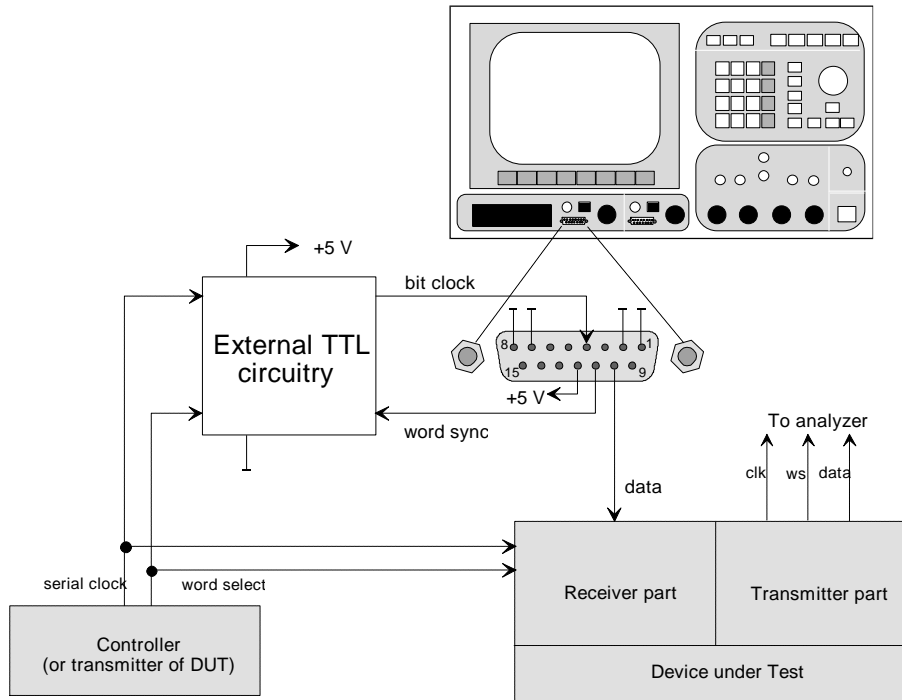 +5 V
bit clock
External TTL
circuitry
8
1
15
9
+5 V
word sync
To analyzer
clk
ws
data
data
serial clock
word select
Receiver part
Transmitter part
Controller
(or transmitter of DUT)
Device under Test